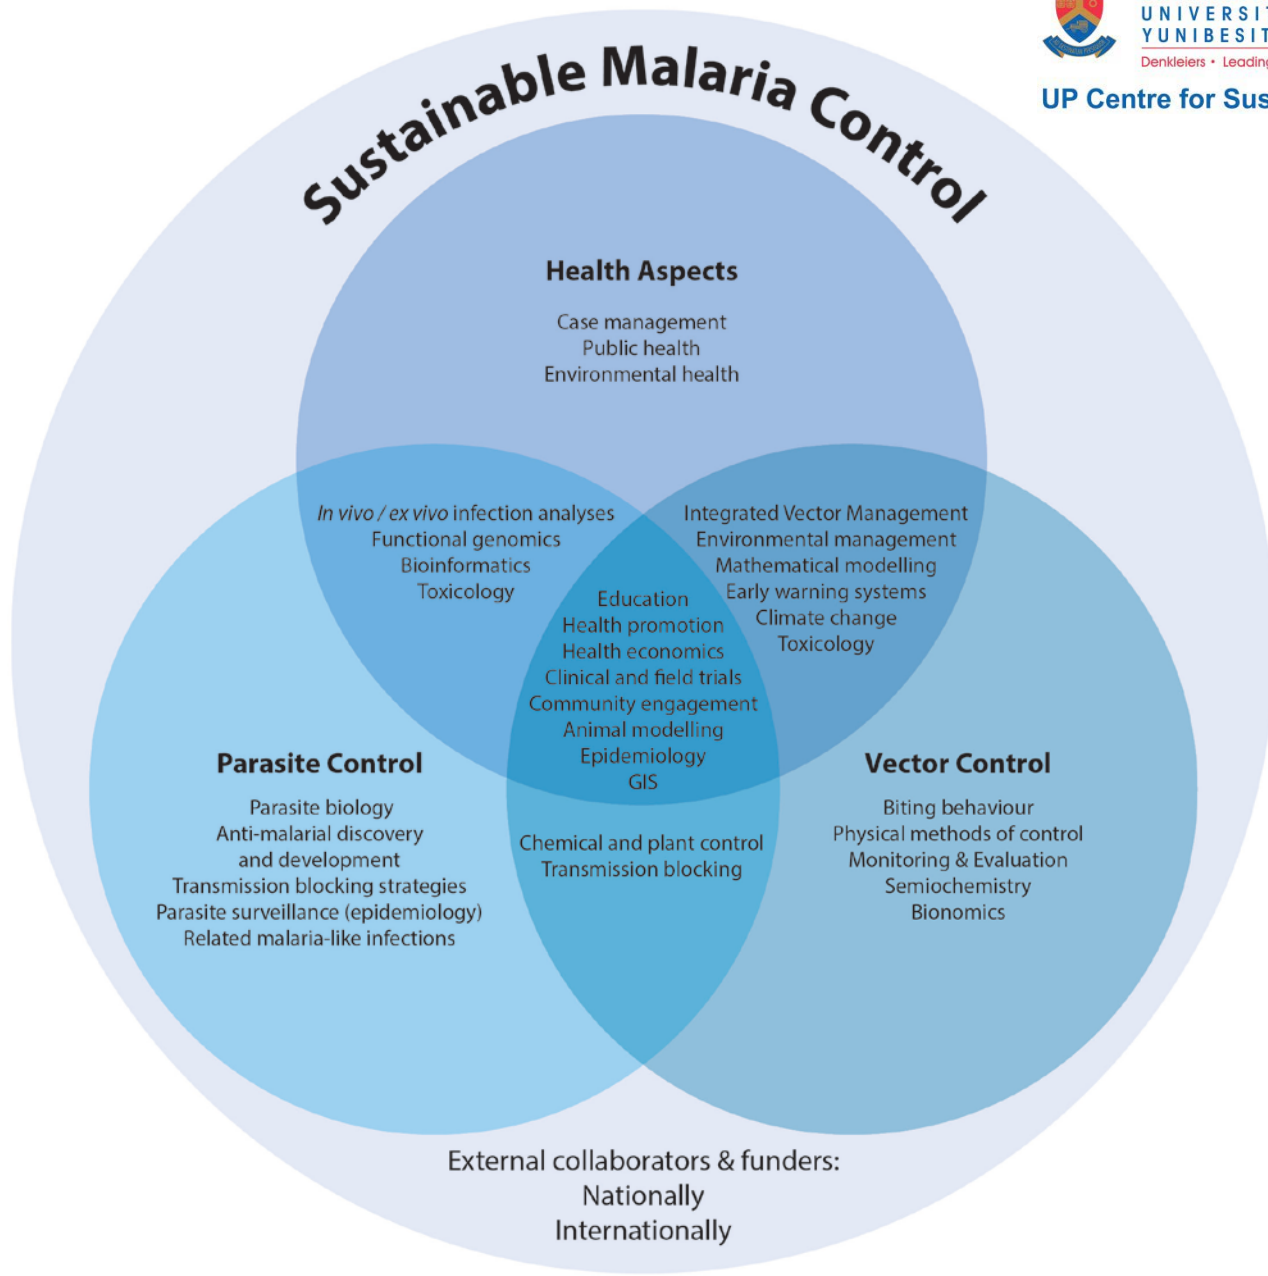 Sustainable Malaria Control
UNIVERSIT
YUNIBESIT
Denkleiers • Leading
UP Centre for Sus
Health Aspects
Case management
Public health
Environmental health
In vivo / ex vivo infection analyses
Functional genomics
Bioinformatics
Toxicology
Integrated Vector Management
Environmental management
Mathematical modelling
Early warning systems
Climate change
Toxicology
Education
Health promotion
Health economics
Clinical and field trials
Community engagement
Animal modelling
Epidemiology
GIS
Parasite Control
Parasite biology
Anti-malarial discovery
and development
Transmission blocking strategies
Parasite surveillance (epidemiology)
Related malaria-like infections
Chemical and plant control
Transmission blocking
Vector Control
Biting behaviour
Physical methods of control
Monitoring & Evaluation
Semiochemistry
Bionomics
External collaborators & funders:
Nationally
Internationally